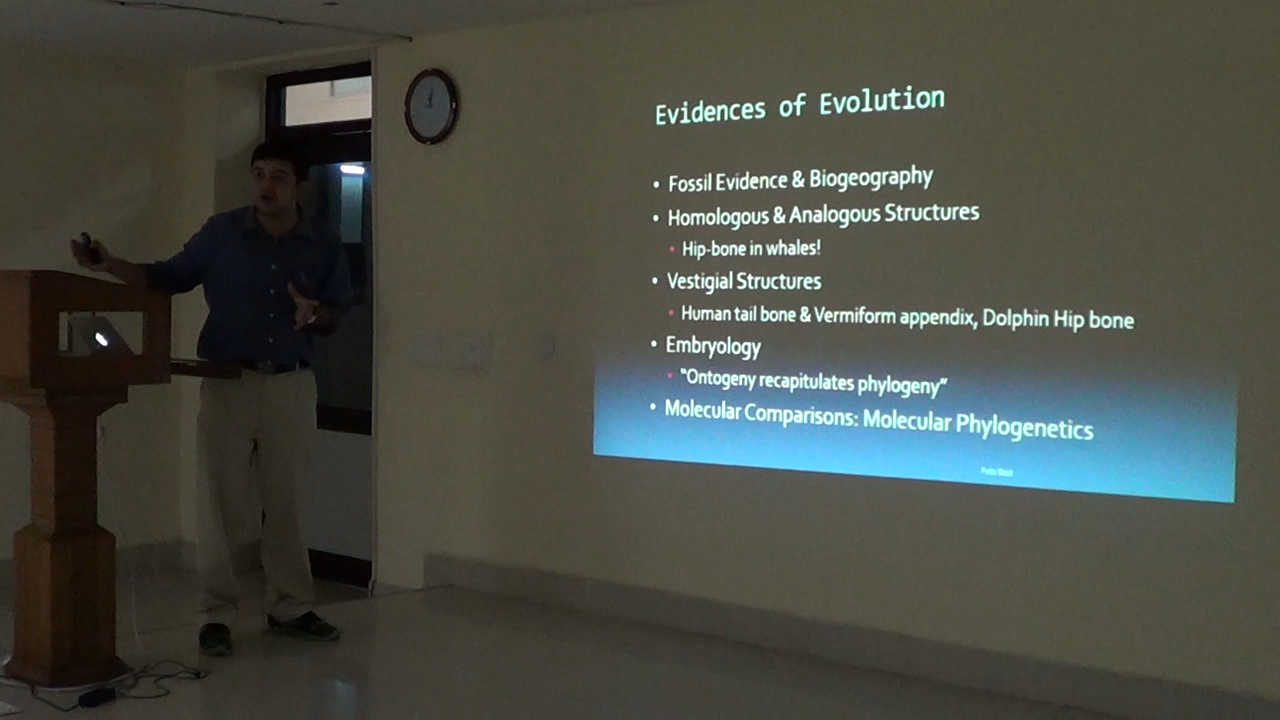 Evidences of Evolution
• Fossil Evidence & Biogeography
• Homologous & Analogous Structures
• Hip-bone in whales!
• Vestigial Structures
• Human tail bone & Vermiform appendix, Dolphin Hip bone
• Embryology
• "Ontogeny recapitulates phylogeny"
• Molecular Comparisons: Molecular Phylogenetics